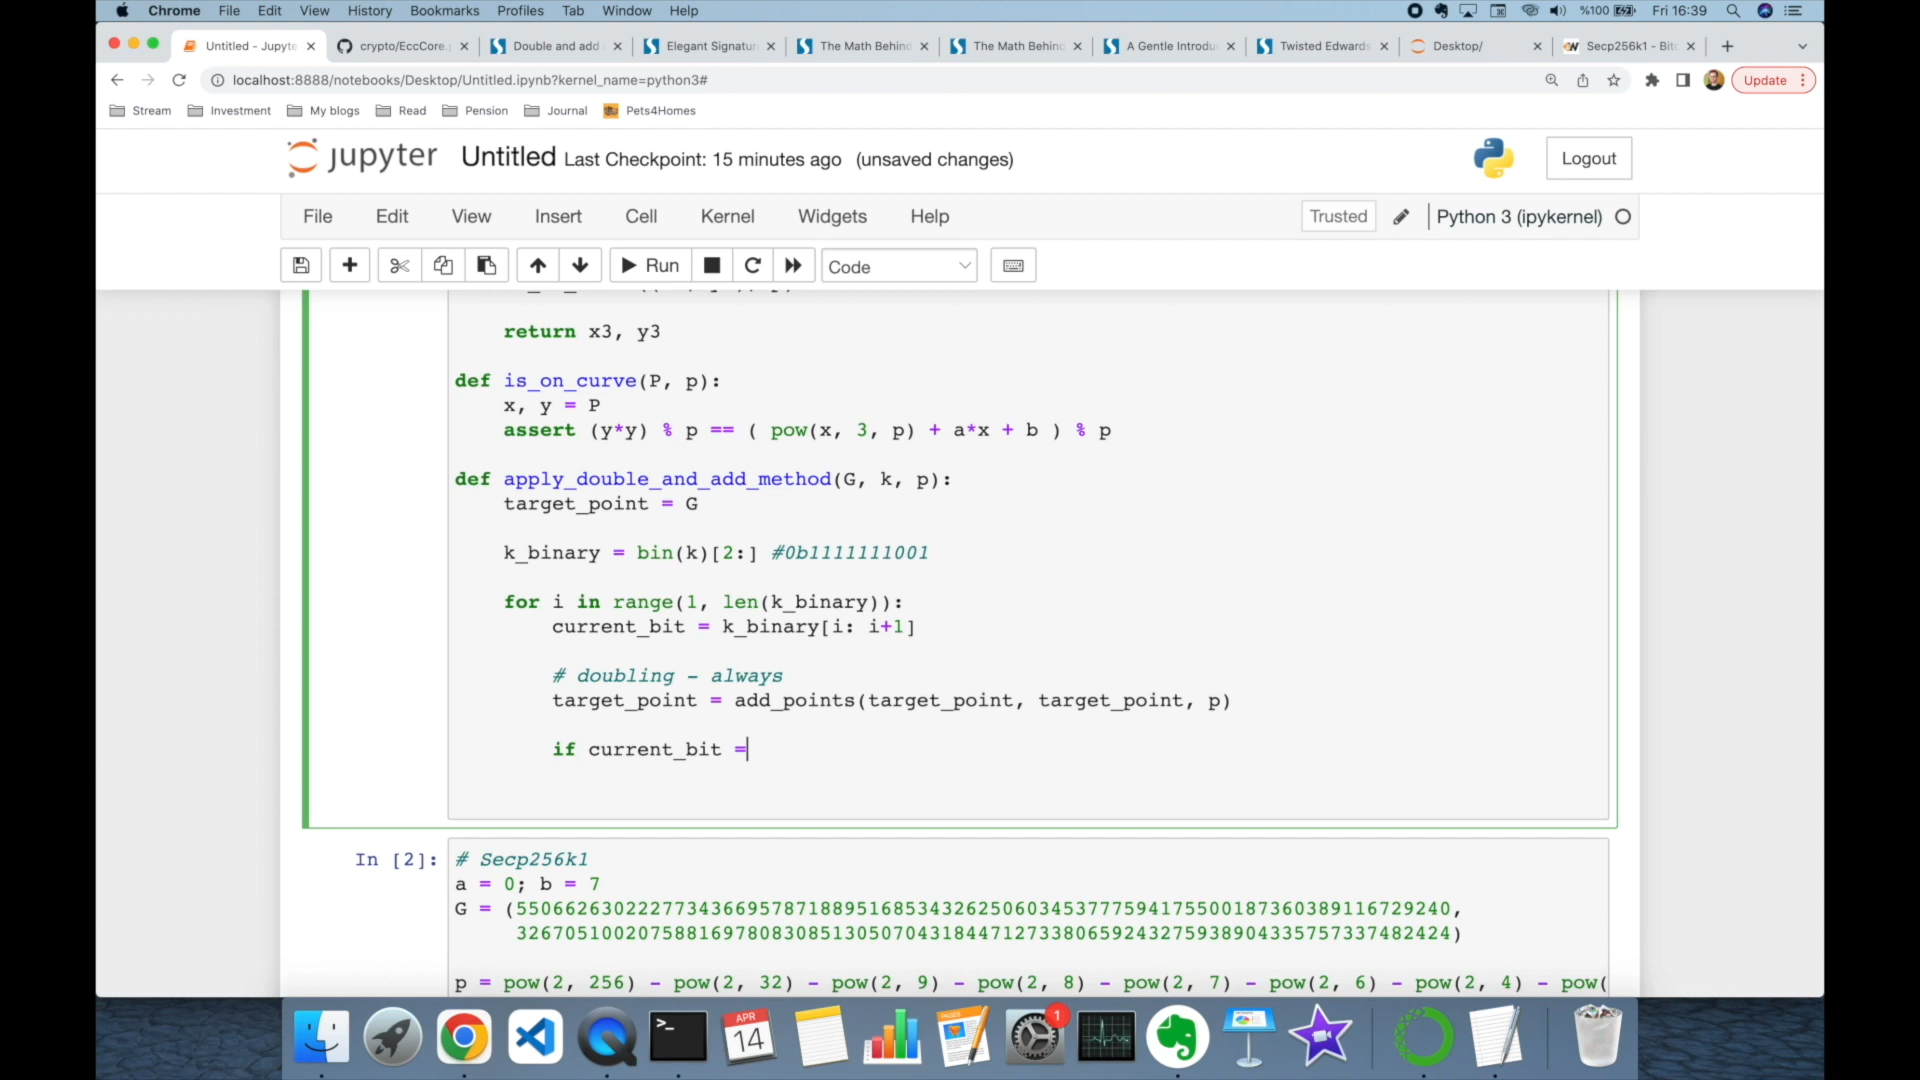 Chrome File Edit View History Bookmarks Profiles Tab Window Help %100 Fri 16:39
Untitled - Jupyte crypto/EccCore. Double and add Elegant Signatur The Math Behind The Math Behind A Gentle Introdu Twisted Edwards Desktop/ Secp256k1 - Bitc
localhost:8888/notebooks/Desktop/Untitled.ipynb?kernel_name=python3# Update
Stream Investment My blogs Read Pension Journal Pets4Homes
jupyter Untitled Last Checkpoint: 15 minutes ago (unsaved changes) Logout
File Edit View Insert Cell Kernel Widgets Help Trusted Python 3 (ipykernel)
Run Code
return x3, y3
def is_on_curve(P, p):
x, y = P
assert (y*y) % p == ( pow(x, 3, p) + a*x + b ) % p
def apply_double_and_add_method(G, k, p):
target_point = G
k_binary = bin(k)[2:] #0b1111111001
for i in range(1, len(k_binary)):
current_bit = k_binary[i: i+1]
# doubling - always
target_point = add_points(target_point, target_point, p)
if current_bit =
In [2]: # Secp256k1
a = 0; b = 7
G = (55066263022277343669578718895168534326250603453777594175500187360389116729240,
32670510020758816978083085130507043184471273380659243275938904335757337482424)
p = pow(2, 256) - pow(2, 32) - pow(2, 9) - pow(2, 8) - pow(2, 7) - pow(2, 6) - pow(2, 4) - pow(
APR
14
PAGES
1